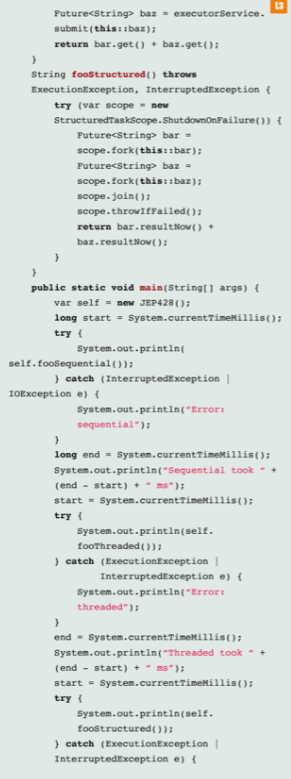 13
Future<String> baz = executorService.
submit(this::baz);
return bar.get() + baz.get();
}
String fooStructured() throws
ExecutionException, InterruptedException {
try (var scope = new
StructuredTaskScope.ShutdownOnFailure()) {
Future<String> bar =
scope.fork(this::bar);
Future<String> baz =
scope.fork(this::baz);
scope.join();
scope.throwIfFailed();
return bar.resultNow() +
baz.resultNow();
}
}
public static void main(String[] args) {
var self = new JEP428();
long start = System.currentTimeMillis();
try {
System.out.println(
self.fooSequential());
} catch (InterruptedException |
IOException e) {
System.out.println("Error:
sequential");
}
long end = System.currentTimeMillis();
System.out.println("Sequential took " +
(end - start) + " ms");
start = System.currentTimeMillis();
try {
System.out.println(self.
fooThreaded());
} catch (ExecutionException |
InterruptedException e) {
System.out.println("Error:
threaded");
}
end = System.currentTimeMillis();
System.out.println("Threaded took " +
(end - start) + " ms");
start = System.currentTimeMillis();
try {
System.out.println(self.
fooStructured());
} catch (ExecutionException |
InterruptedException e) {